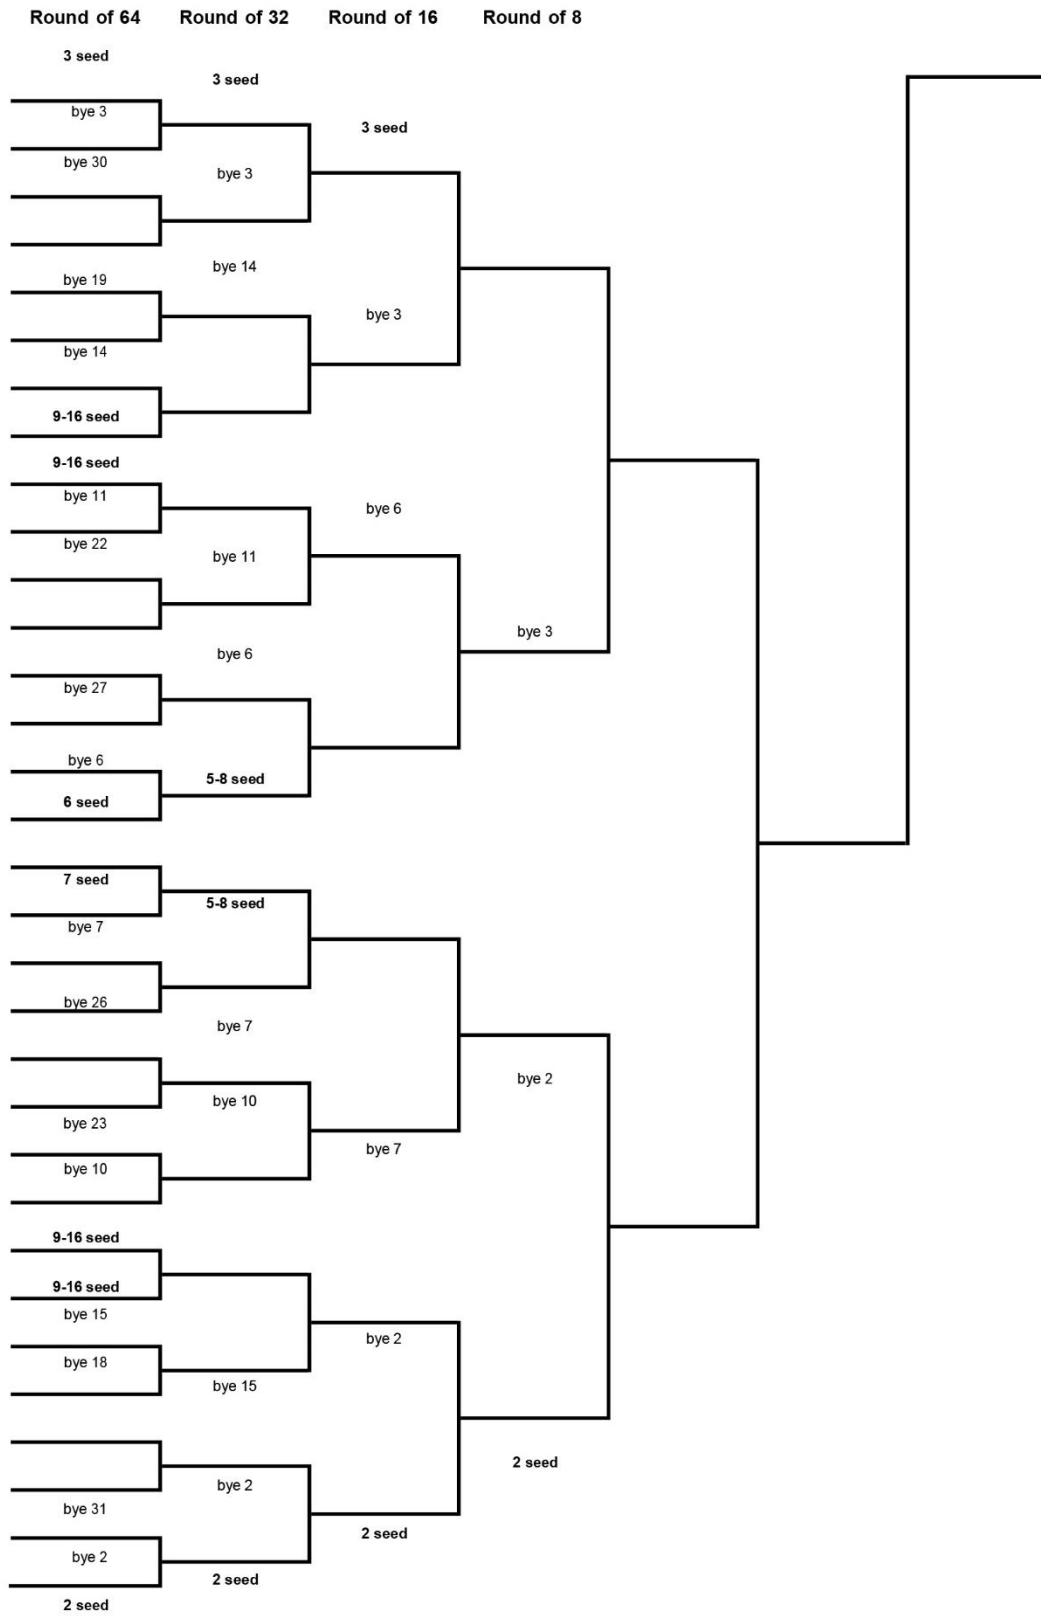 Round of 64 Round of 32 Round of 16 Round of 8
3 seed
3 seed
bye 3
3 seed
bye 30
bye 3
bye 14
bye 19
bye 3
bye 14
9-16 seed
9-16 seed
bye 11
bye 6
bye 22
bye 11
bye 3
bye 6
bye 27
bye 6
5-8 seed
6 seed
7 seed
5-8 seed
bye 7
bye 26
bye 7
bye 2
bye 10
bye 23
bye 7
bye 10
9-16 seed
9-16 seed
bye 15
bye 2
bye 18
bye 15
2 seed
bye 2
bye 31
2 seed
bye 2
2 seed
2 seed